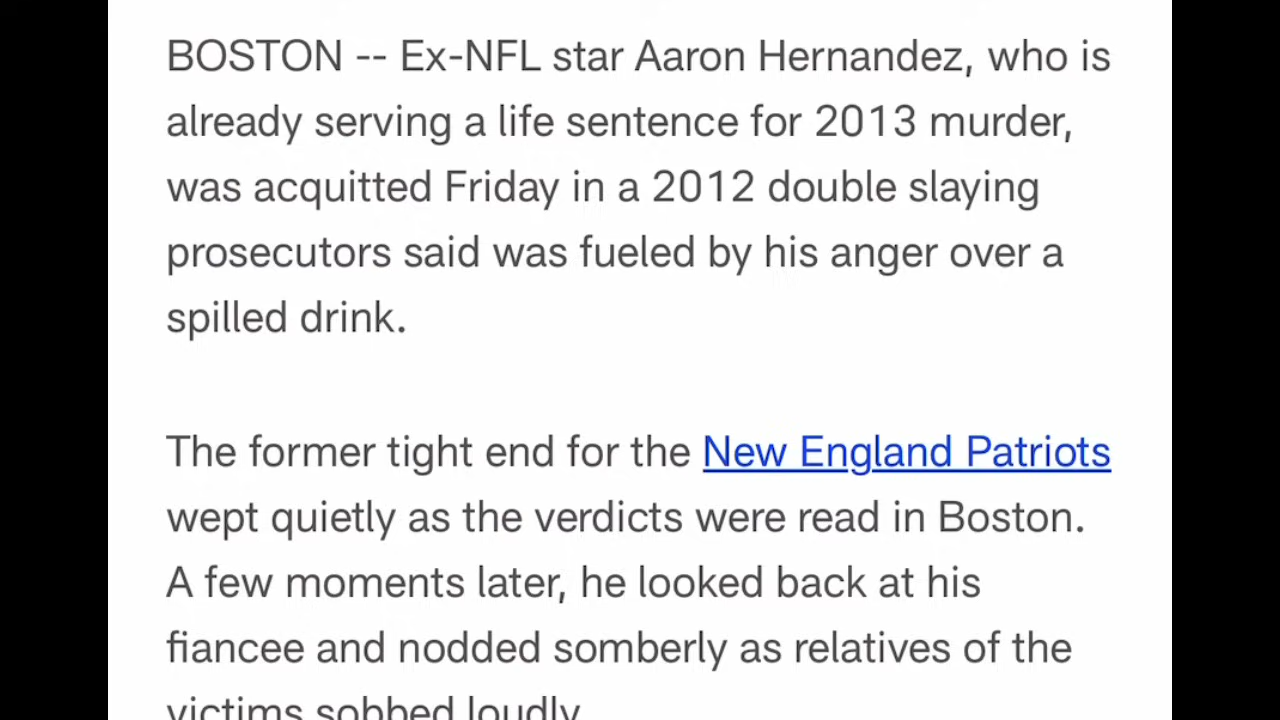 BOSTON -- Ex-NFL star Aaron Hernandez, who is
already serving a life sentence for 2013 murder,
was acquitted Friday in a 2012 double slaying
prosecutors said was fueled by his anger over a
spilled drink.
The former tight end for the New England Patriots
wept quietly as the verdicts were read in Boston.
A few moments later, he looked back at his
fiancee and nodded somberly as relatives of the
victims sobbed loudly.